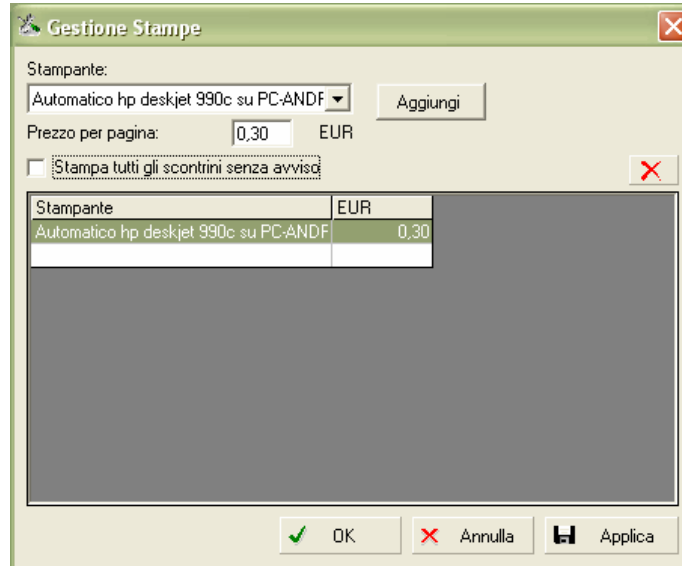 Gestione Stampe
Stampante:
Automatico hp deskjet 990c su PC-ANDF
Aggiungi
Prezzo per pagina: 0,30 EUR
Stampa tutti gli scontrini senza avviso
Stampante EUR
Automatico hp deskjet 990c su PC-ANDF 0,30
OK Annulla Applica